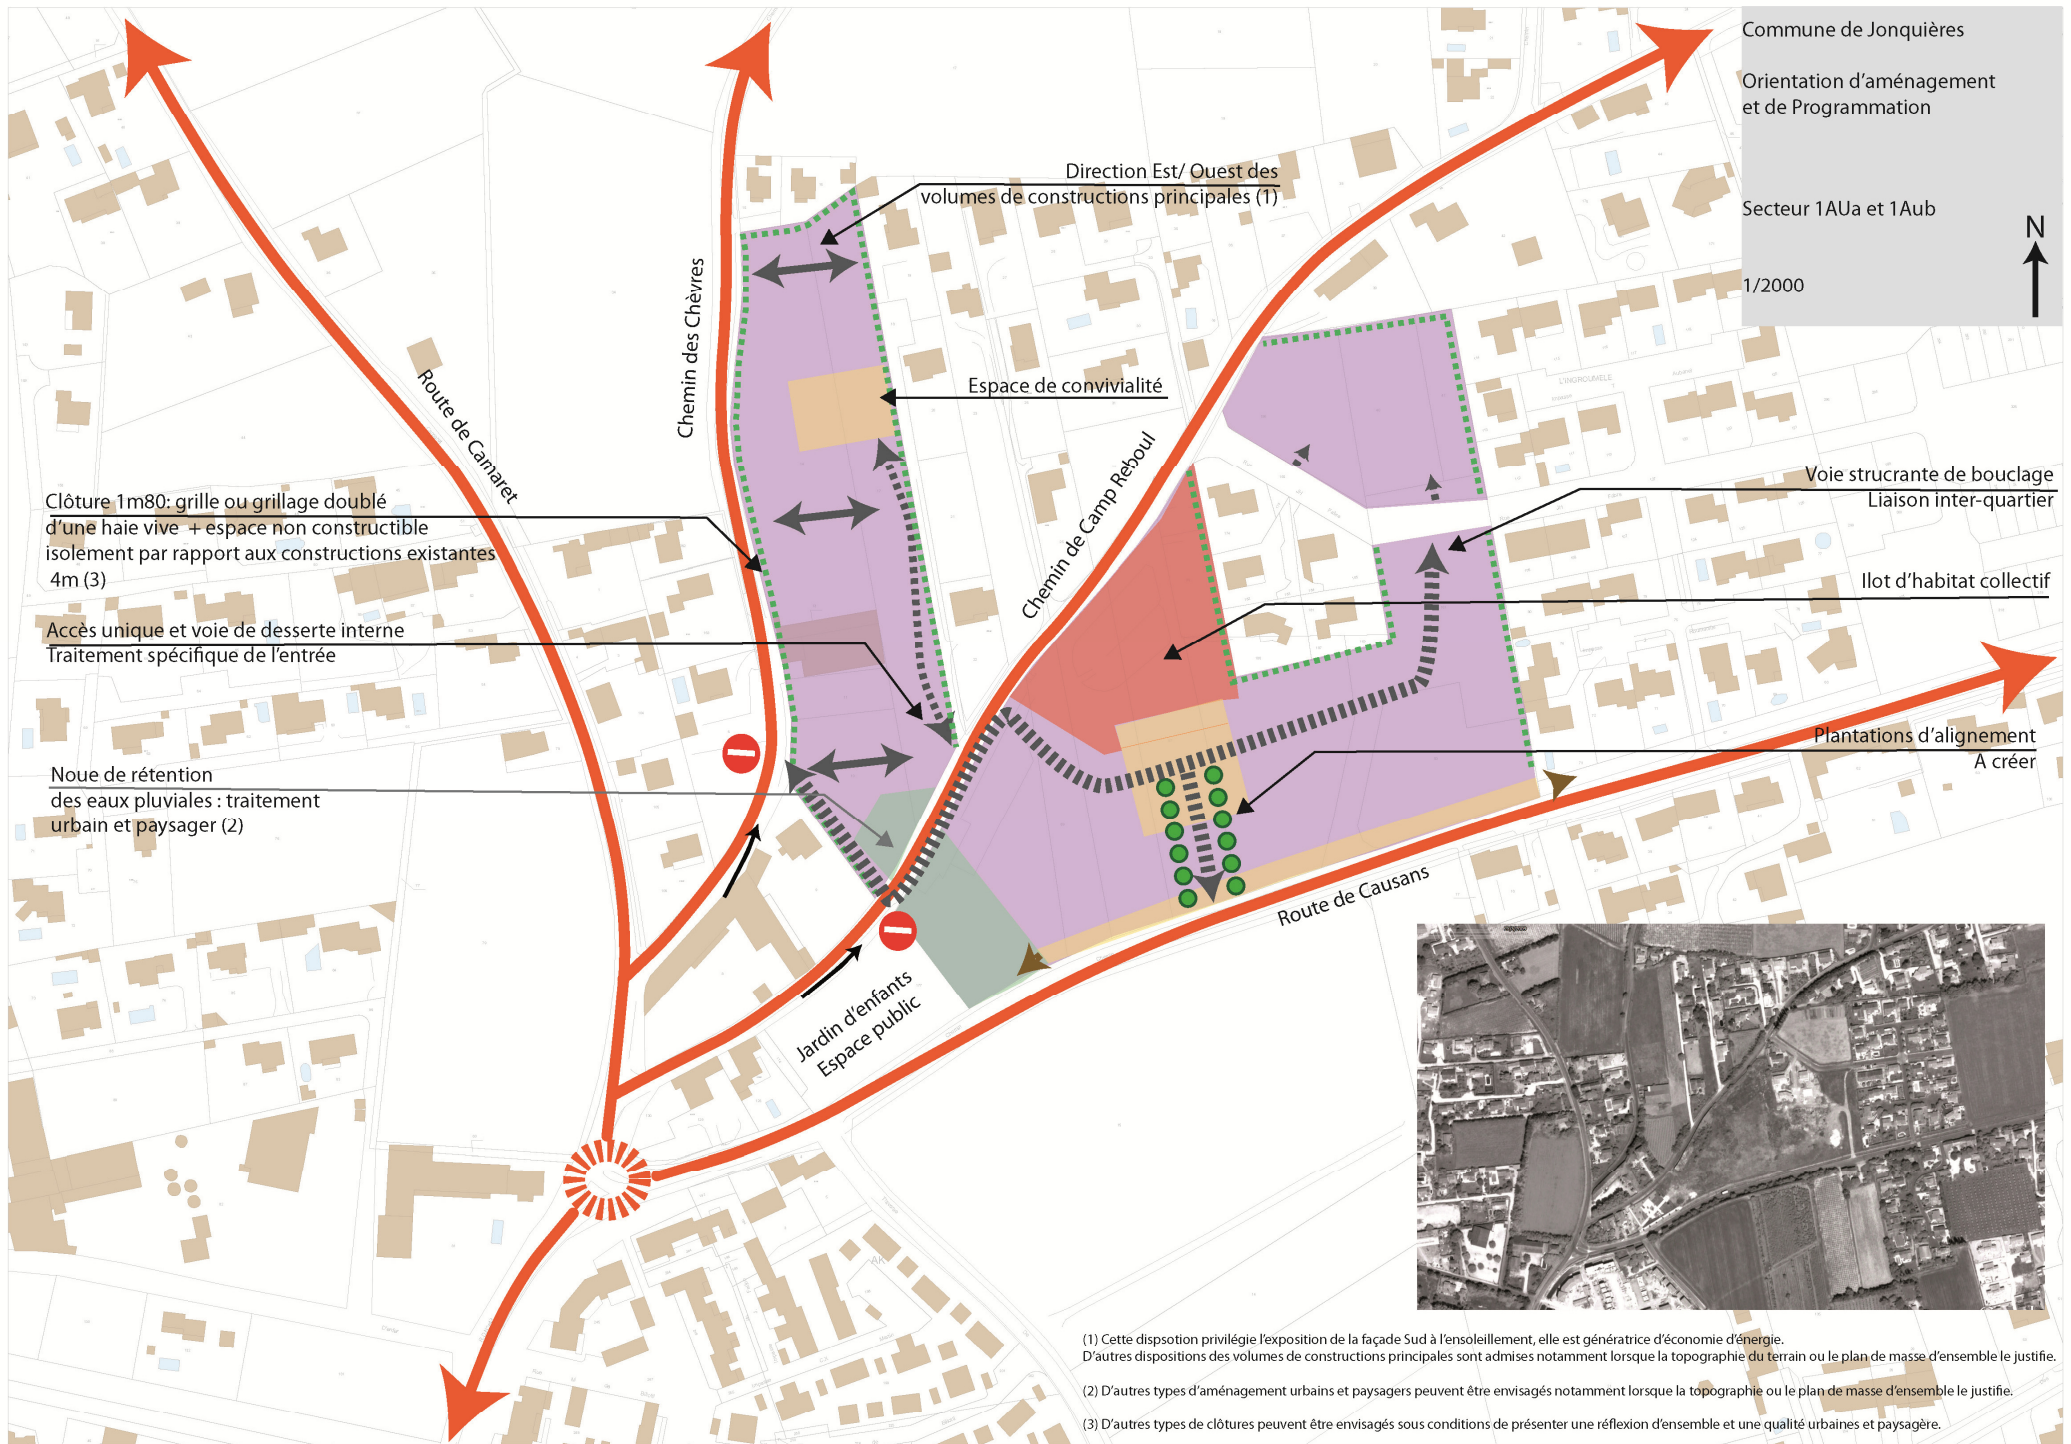 Commune de Jonquières
Orientation d'aménagement
et de Programmation
Secteur 1AUa et 1Aub
N
1/2000
Direction Est/ Ouest des
volumes de constructions principales (1)
Chemin des Chèvres
Espace de convivialité
Route de Camaret
Chemin de Camp Reboul
L'INGROUMELE
Clôture 1m80: grille ou grillage doublé
d'une haie vive + espace non constructible
isolement par rapport aux constructions existantes
4m (3)
Voie strucrante de bouclage
Liaison inter-quartier
Ilot d'habitat collectif
Accès unique et voie de desserte interne
Traitement spécifique de l'entrée
Plantations d'alignement
A créer
Noue de rétention
des eaux pluviales : traitement
urbain et paysager (2)
Route de Causans
Jardin d'enfants
Espace public
AK
(1) Cette dispsotion privilégie l'exposition de la façade Sud à l'ensoleillement, elle est génératrice d'économie d'énergie.
D'autres dispositions des volumes de constructions principales sont admises notamment lorsque la topographie du terrain ou le plan de masse d'ensemble le justifie.
(2) D'autres types d'aménagement urbains et paysagers peuvent être envisagés notamment lorsque la topographie ou le plan de masse d'ensemble le justifie.
(3) D'autres types de clôtures peuvent être envisagés sous conditions de présenter une réflexion d'ensemble et une qualité urbaines et paysagère.